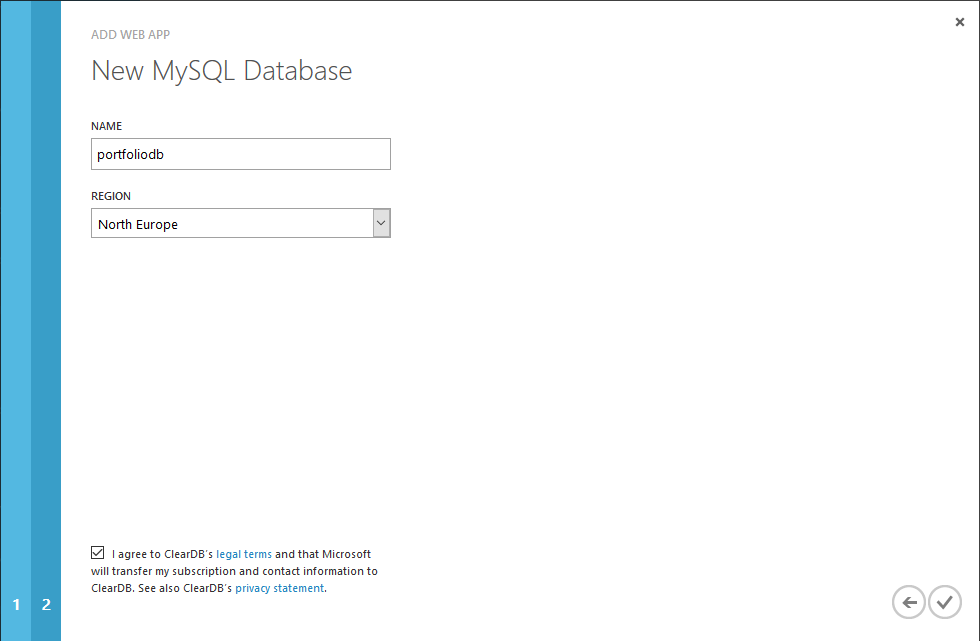 ADD WEB APP
New MySQL Database
NAME
portfoliodb
REGION
North Europe
I agree to ClearDB's legal terms and that Microsoft
will transfer my subscription and contact information to
ClearDB. See also ClearDB's privacy statement.
1 2